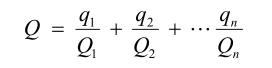 Q = q₁/Q₁ + q₂/Q₂ + ⋯ qₙ/Qₙ